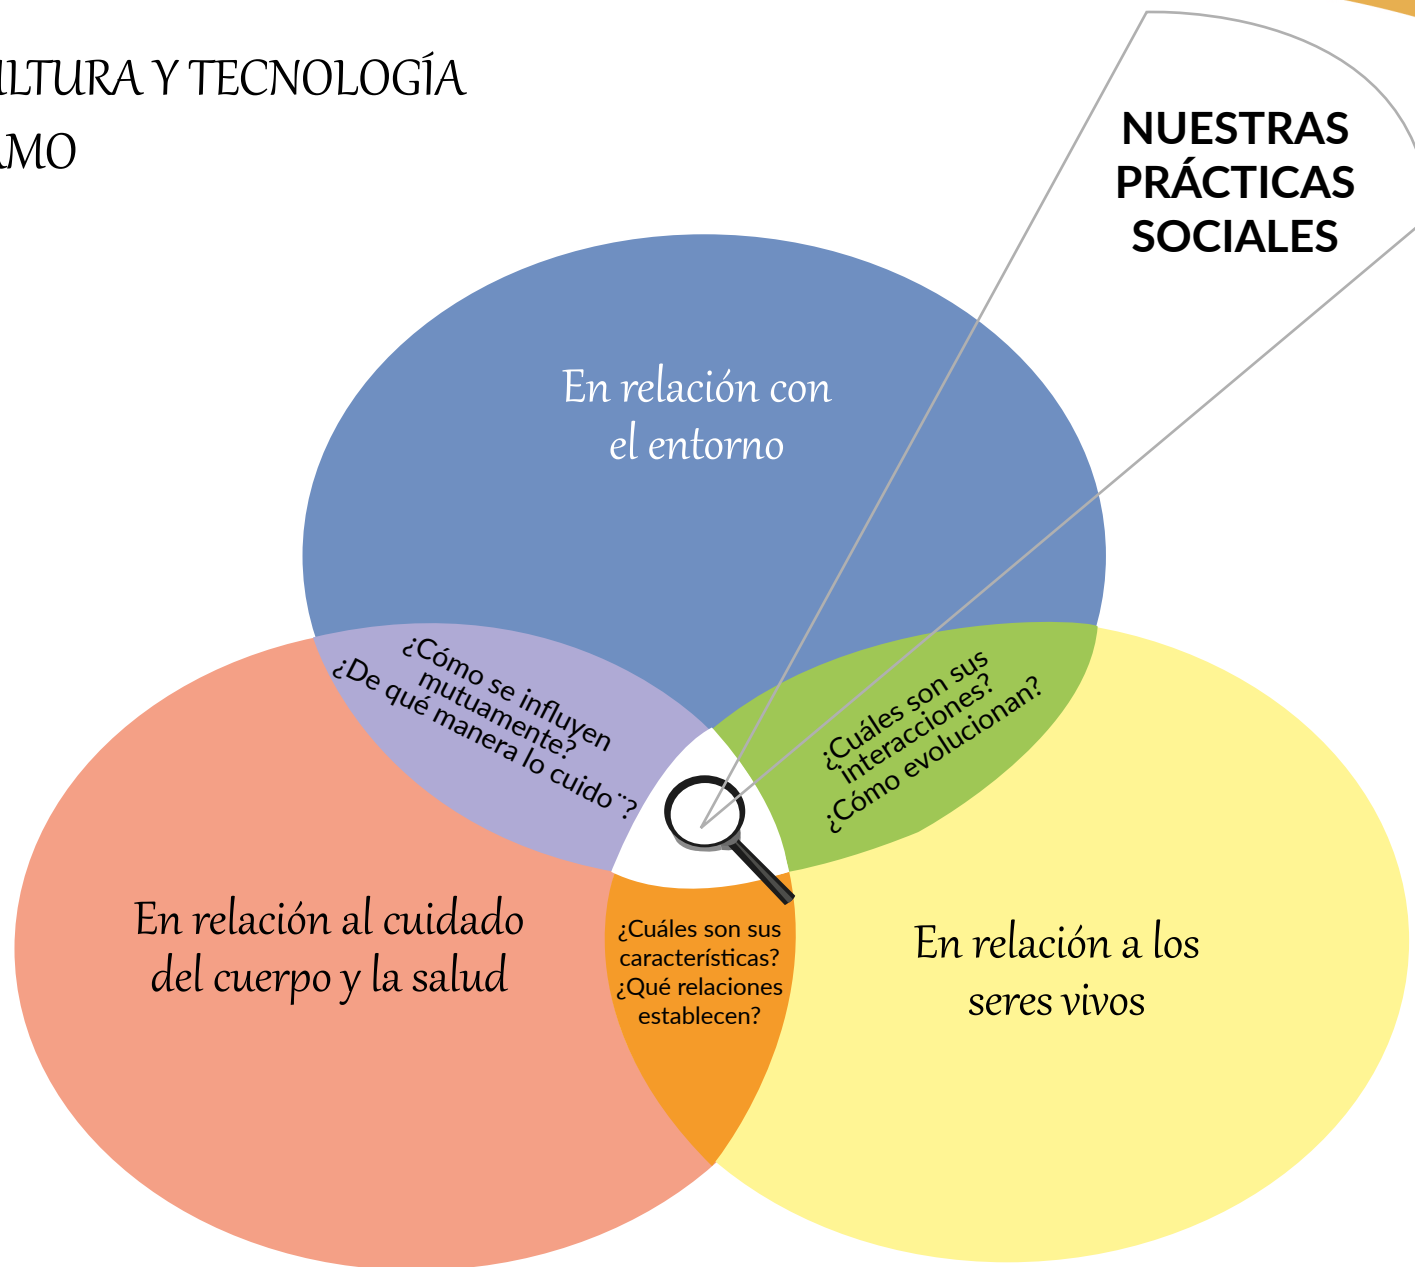 LTURA Y TECNOLOGÍA
AMO
NUESTRAS
PRÁCTICAS
SOCIALES
En relación con
el entorno
¿Cómo se influyen
mutuamente?
¿De qué manera lo cuido ¨?
¿Cuáles son sus
interacciones?
¿Cómo evolucionan?
En relación al cuidado
del cuerpo y la salud
¿Cuáles son sus
características?
¿Qué relaciones
establecen?
En relación a los
seres vivos